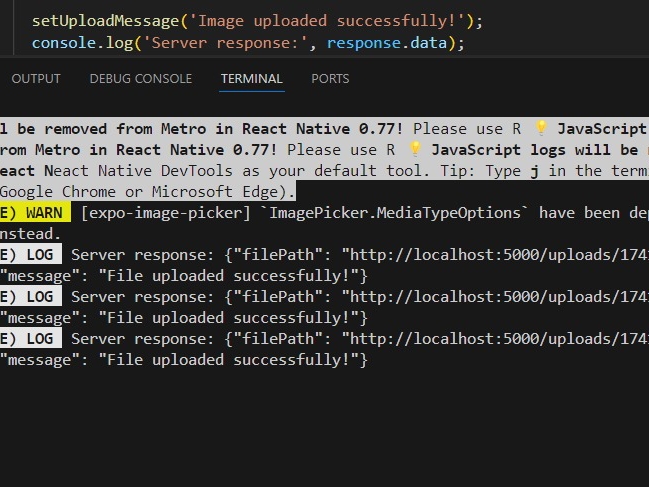 setUploadMessage('Image uploaded successfully!');
console.log('Server response:', response.data);
OUTPUT DEBUG CONSOLE TERMINAL PORTS
l be removed from Metro in React Native 0.77! Please use R 💡 JavaScript
rom Metro in React Native 0.77! Please use R 💡 JavaScript logs will be
eact Native DevTools as your default tool. Tip: Type j in the termi
Google Chrome or Microsoft Edge).
E) WARN [expo-image-picker] `ImagePicker.MediaTypeOptions` have been dep
nstead.
E) LOG Server response: {"filePath": "http://localhost:5000/uploads/174
"message": "File uploaded successfully!"}
E) LOG Server response: {"filePath": "http://localhost:5000/uploads/174
"message": "File uploaded successfully!"}
E) LOG Server response: {"filePath": "http://localhost:5000/uploads/174
"message": "File uploaded successfully!"}